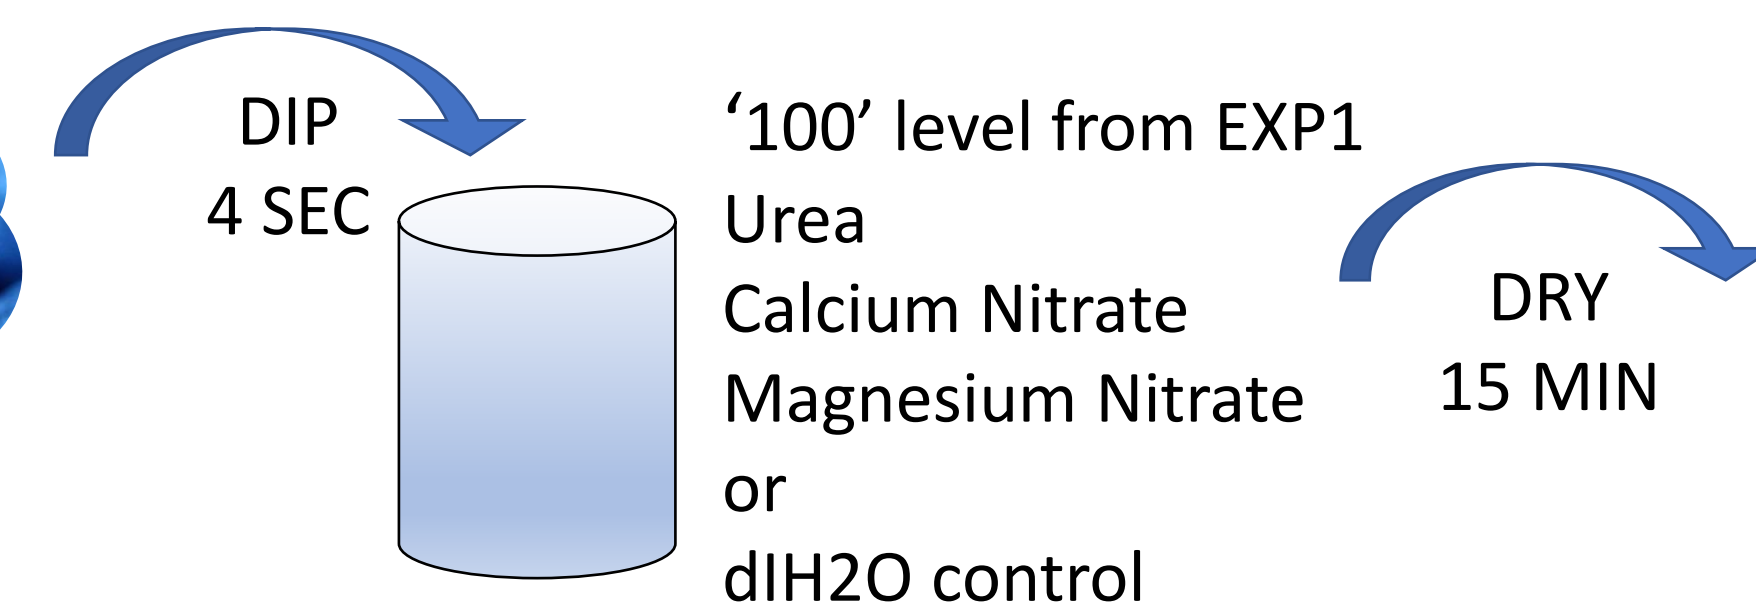 DIP
4 SEC
‘100’ level from EXP1
Urea
Calcium Nitrate
Magnesium Nitrate
or
dIH2O control
DRY
15 MIN